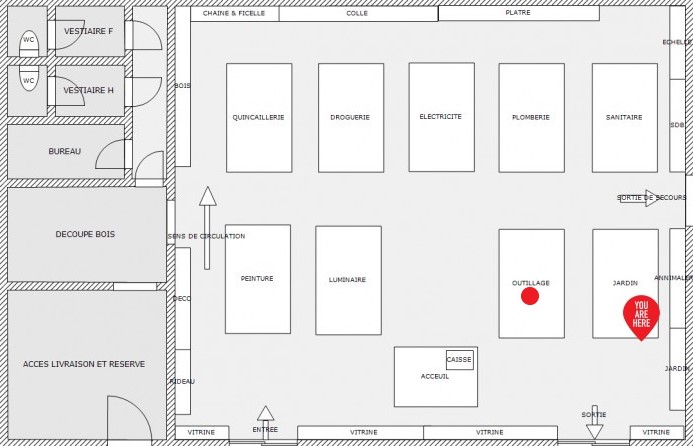 CHAINE & FICELLE
COLLE
PLATRE
WC
VESTIAIRE F
ECHELLE
WC
VESTIAIRE H
BOIS
QUINCAILLERIE
DROGUERIE
ELECTRICITE
PLOMBERIE
SANITAIRE
SDB
BUREAU
SORTIE DE SECOURS
DECOUPE BOIS
SENS DE CIRCULATION
PEINTURE
LUMINAIRE
OUTILLAGE
JARDIN
ANNIMALER
DECO
YOU
ARE
HERE
CAISSE
ACCES LIVRAISON ET RESERVE
ACCEUIL
JARDIN
RIDEAU
SORTIE
ENTREE
VITRINE
VITRINE
VITRINE
VITRINE